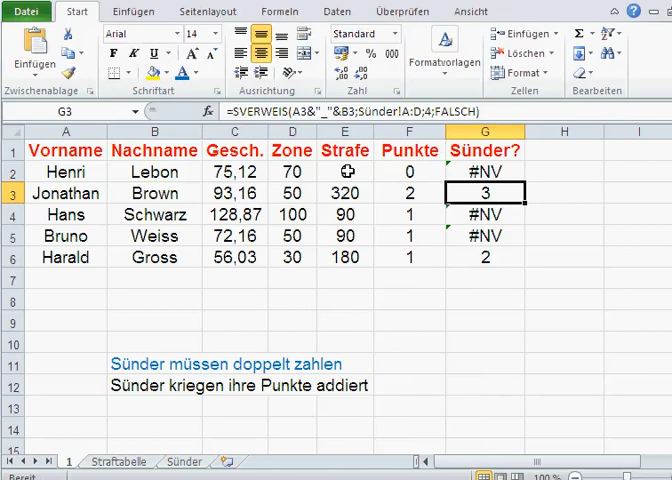 Datei Start Einfügen Seitenlayout Formeln Daten Überprüfen Ansicht
Arial 14 Standard Einfügen
Löschen
Einfügen F K U % 000 Formatvorlagen Format
Zwischenablage Schriftart Ausrichtung Zahl Zellen Bearbeiten
G3 fx =SVERWEIS(A3&"_"&B3;Sünder!A:D;4;FALSCH)
A B C D E F G H I
1 Vorname Nachname Gesch. Zone Strafe Punkte Sünder?
2 Henri Lebon 75,12 70 0 #NV
3 Jonathan Brown 93,16 50 320 2 3
4 Hans Schwarz 128,87 100 90 1 #NV
5 Bruno Weiss 72,16 50 90 1 #NV
6 Harald Gross 56,03 30 180 1 2
7
8
9
10
11 Sünder müssen doppelt zahlen
12 Sünder kriegen ihre Punkte addiert
13
14
15
1 Straftabelle Sünder
Bereit 100 %